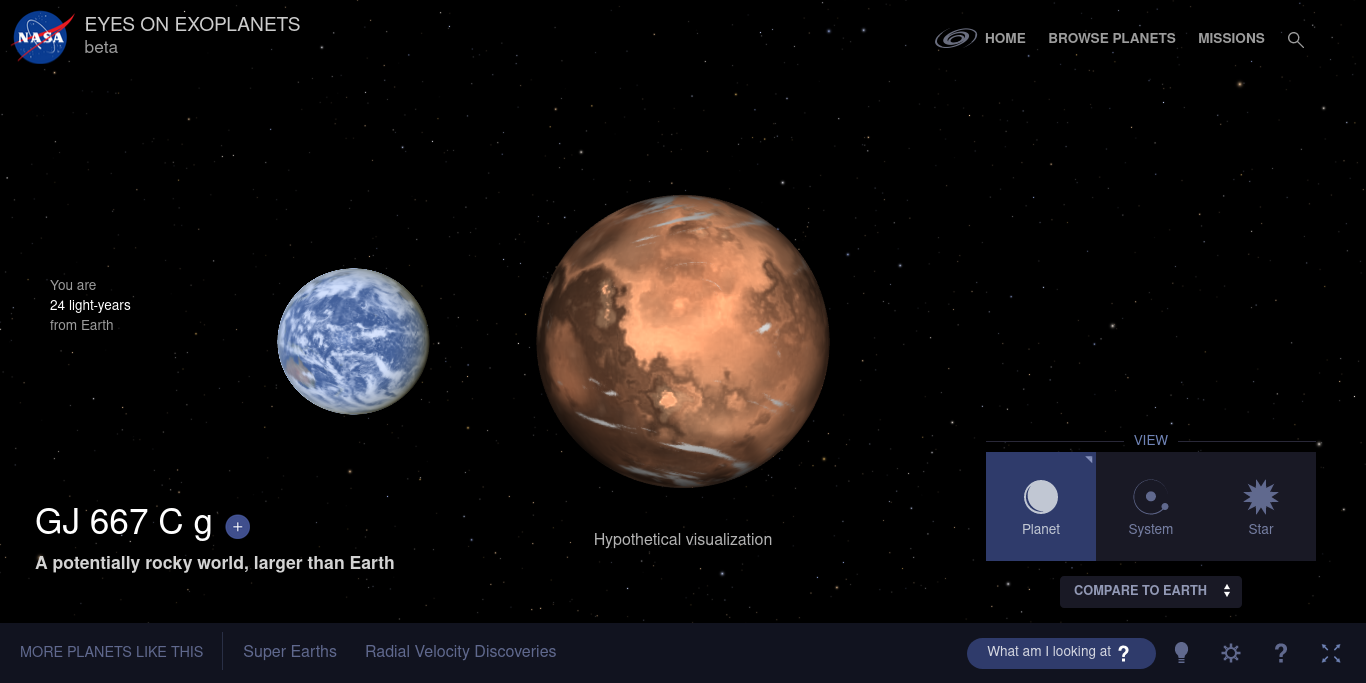 NASA
EYES ON EXOPLANETS
beta
HOME
BROWSE PLANETS
MISSIONS
You are
24 light-years
from Earth
GJ 667 C g +
A potentially rocky world, larger than Earth
Hypothetical visualization
VIEW
Planet
System
Star
COMPARE TO EARTH
MORE PLANETS LIKE THIS
Super Earths
Radial Velocity Discoveries
What am I looking at ?
?